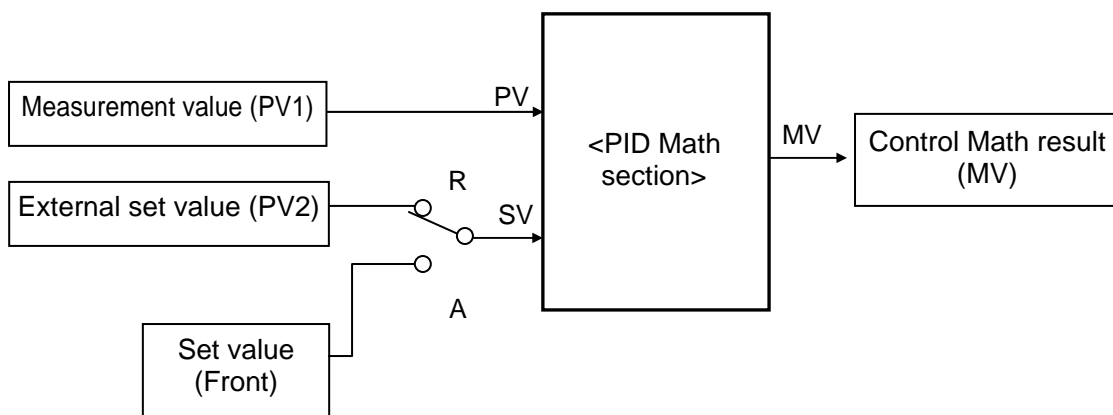 Measurement value (PV1)
PV
<PID Math
section>
MV
Control Math result
(MV)
External set value (PV2)
R
SV
A
Set value
(Front)